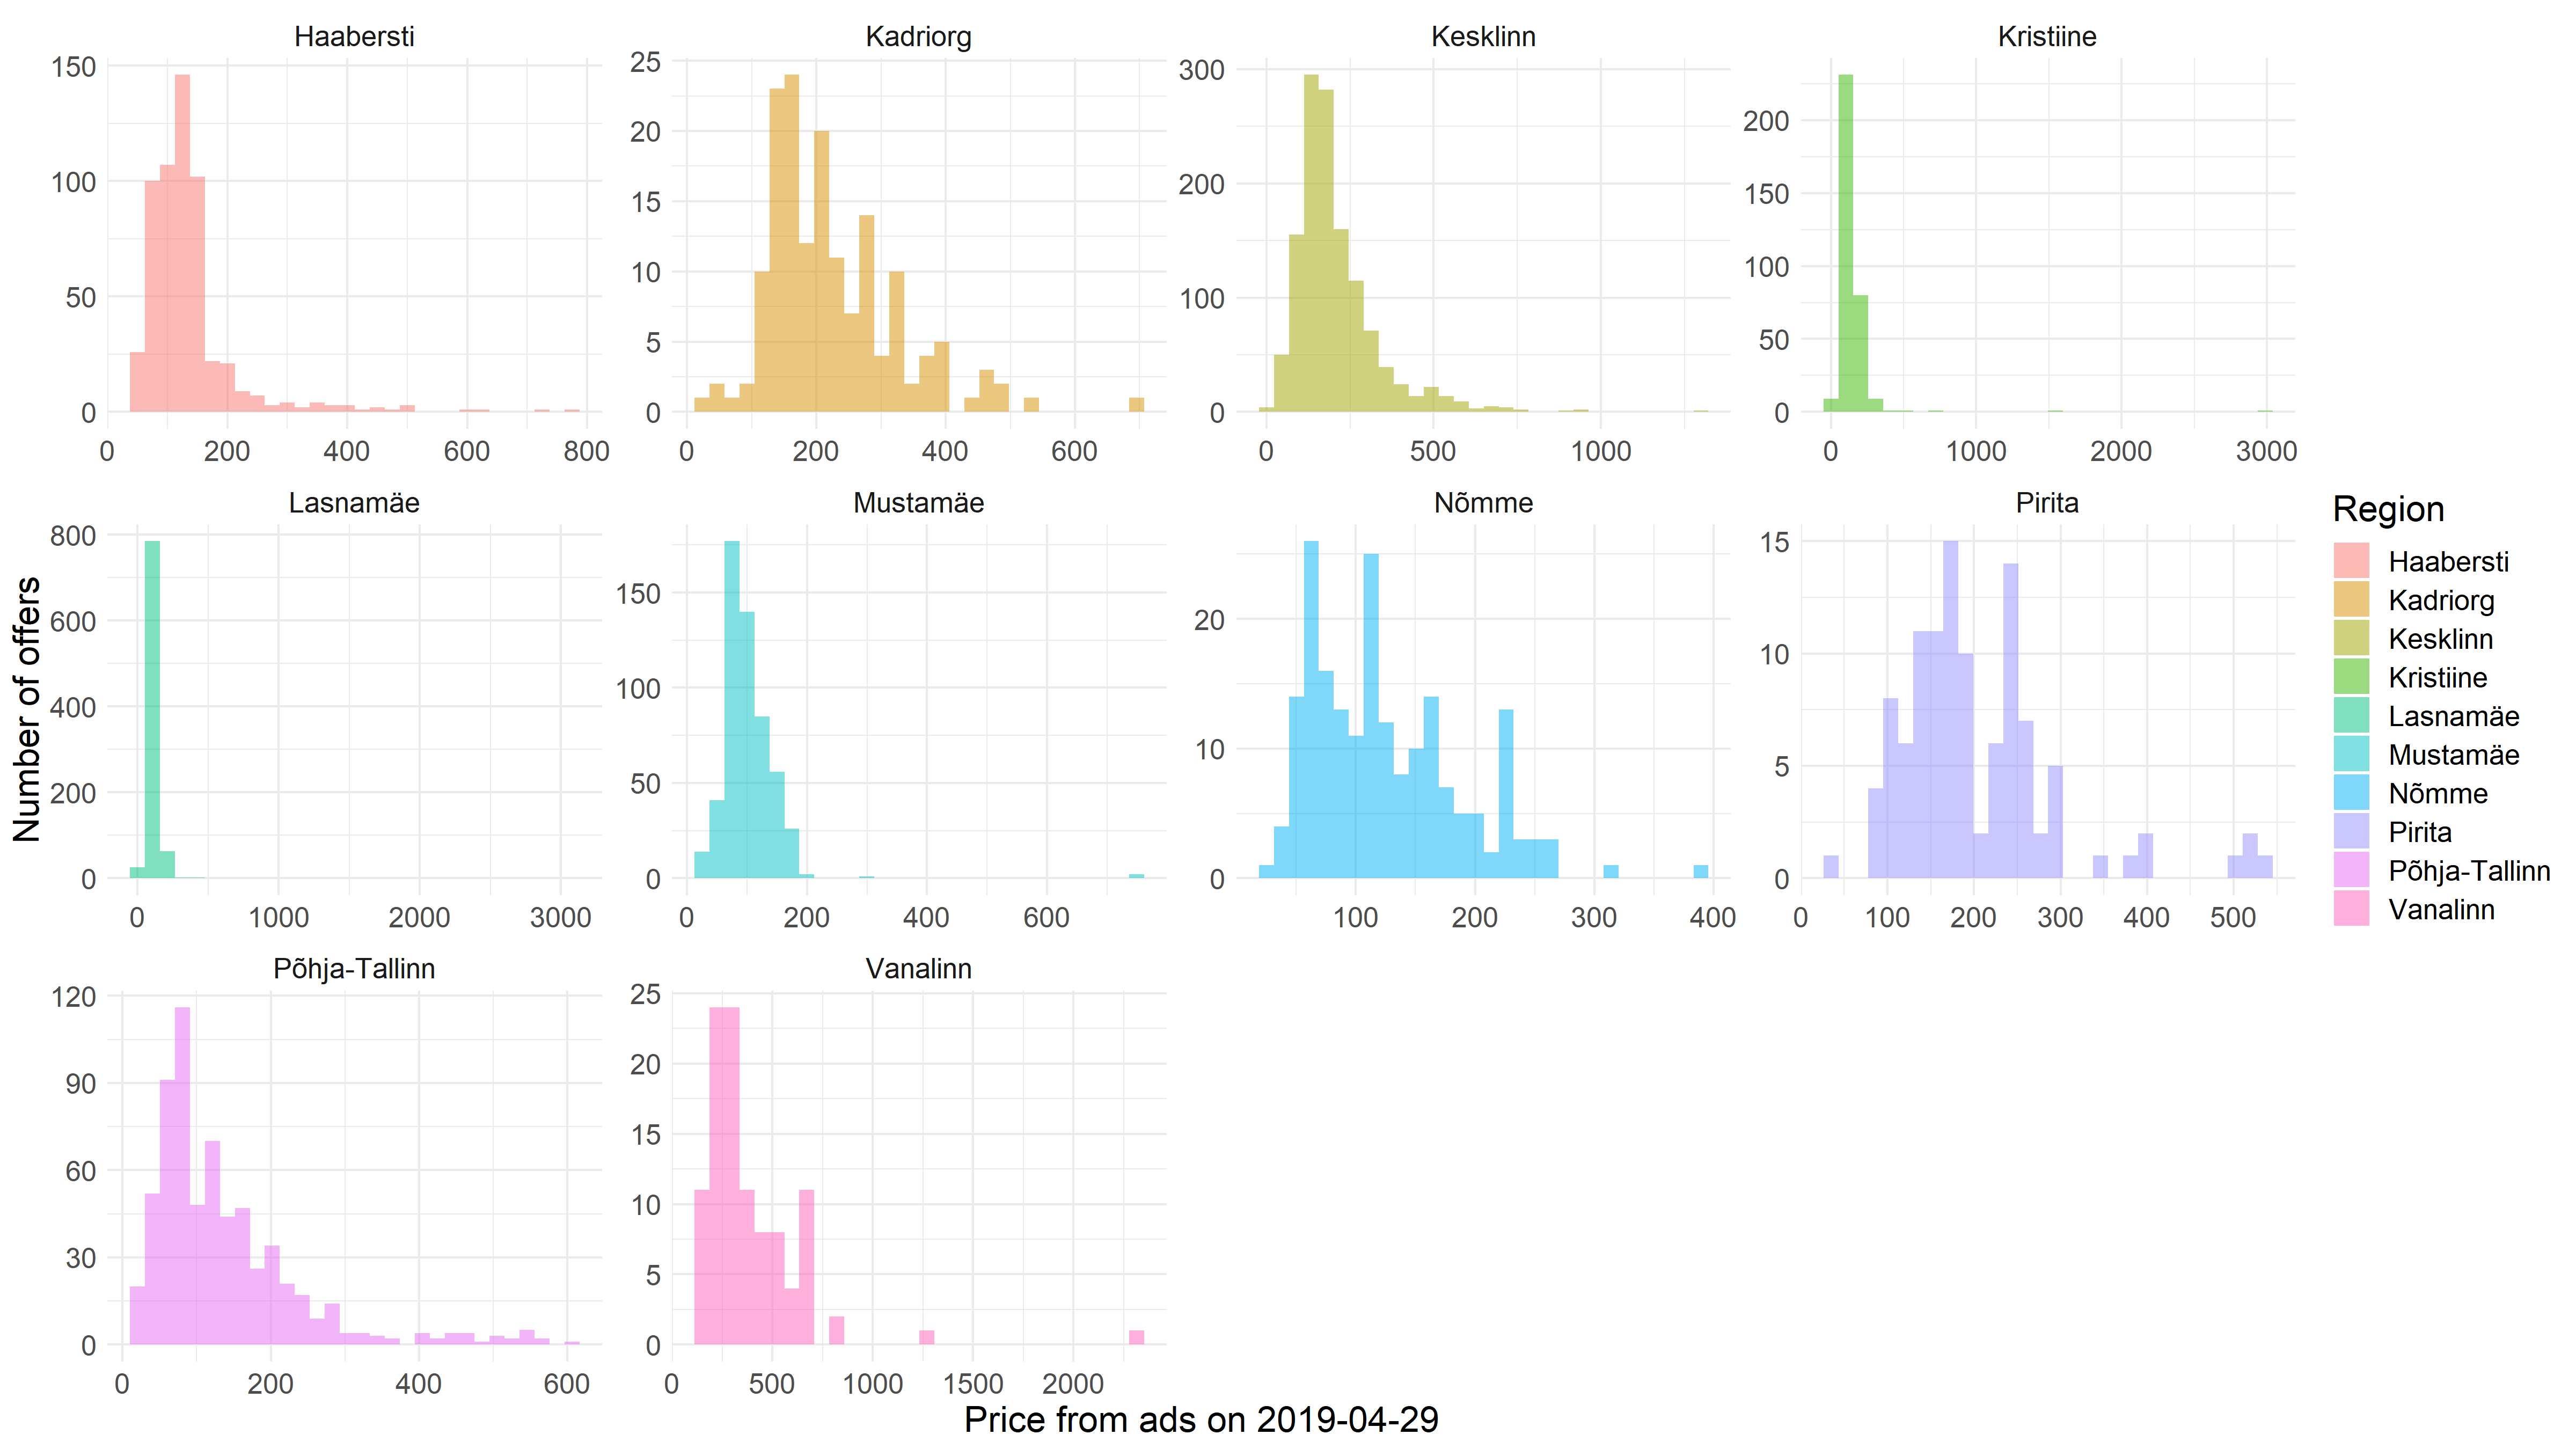 Haabersti
Kadriorg
Kesklinn
Kristiine
150
100
50
0
0 200 400 600 800
25
20
15
10
5
0
0 200 400 600
300
200
100
0
0 500 1000
200
150
100
50
0
0 1000 2000 3000
Lasnamäe
Mustamäe
Nõmme
Pirita
800
600
400
200
0
0 1000 2000 3000
150
100
50
0
0 200 400 600
20
10
0
100 200 300 400
15
10
5
0
0 100 200 300 400 500
Põhja-Tallinn
Vanalinn
120
90
60
30
0
0 200 400 600
25
20
15
10
5
0
0 500 1000 1500 2000
Number of offers
Price from ads on 2019-04-29
Region
Haabersti
Kadriorg
Kesklinn
Kristiine
Lasnamäe
Mustamäe
Nõmme
Pirita
Põhja-Tallinn
Vanalinn